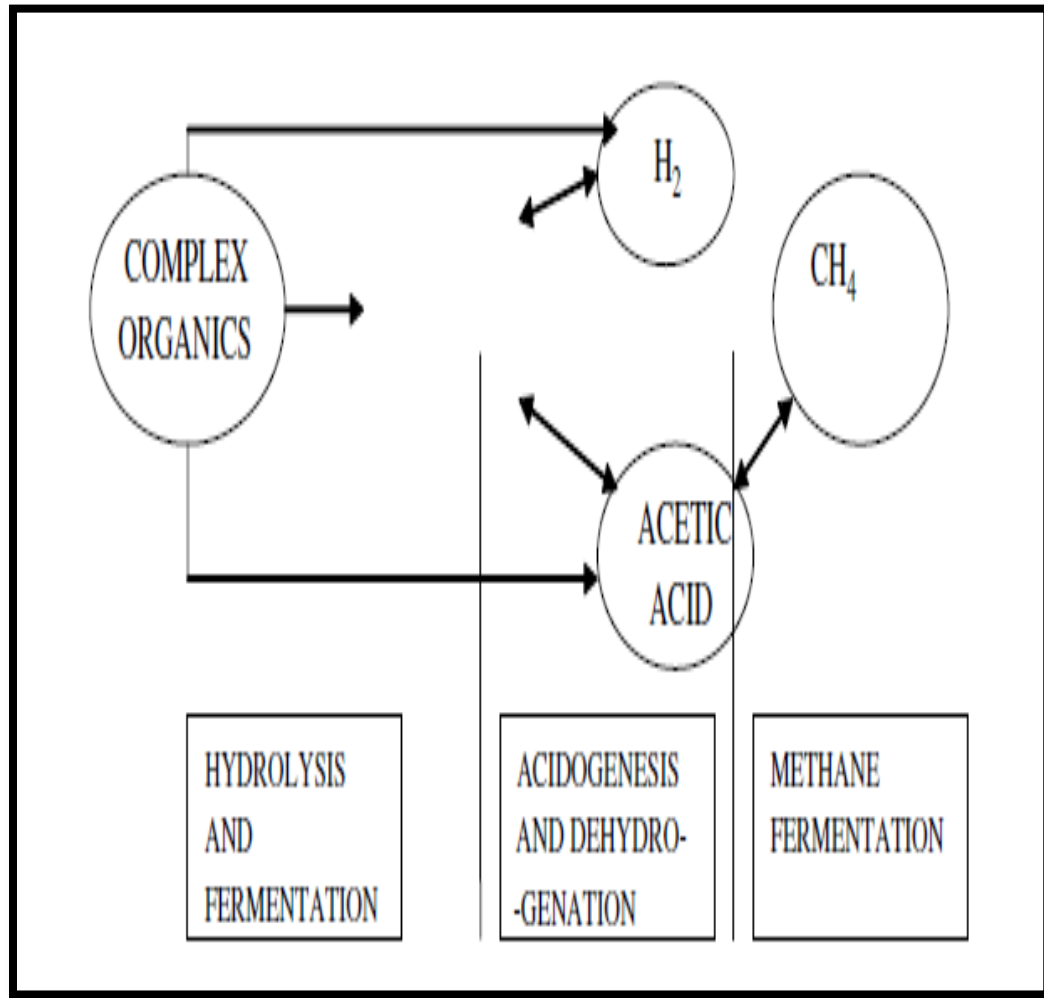 H2
COMPLEX
ORGANICS
CH4
ACETIC
ACID
HYDROLYSIS
AND
FERMENTATION
ACIDOGENESIS
AND DEHYDRO-
-GENATION
METHANE
FERMENTATION